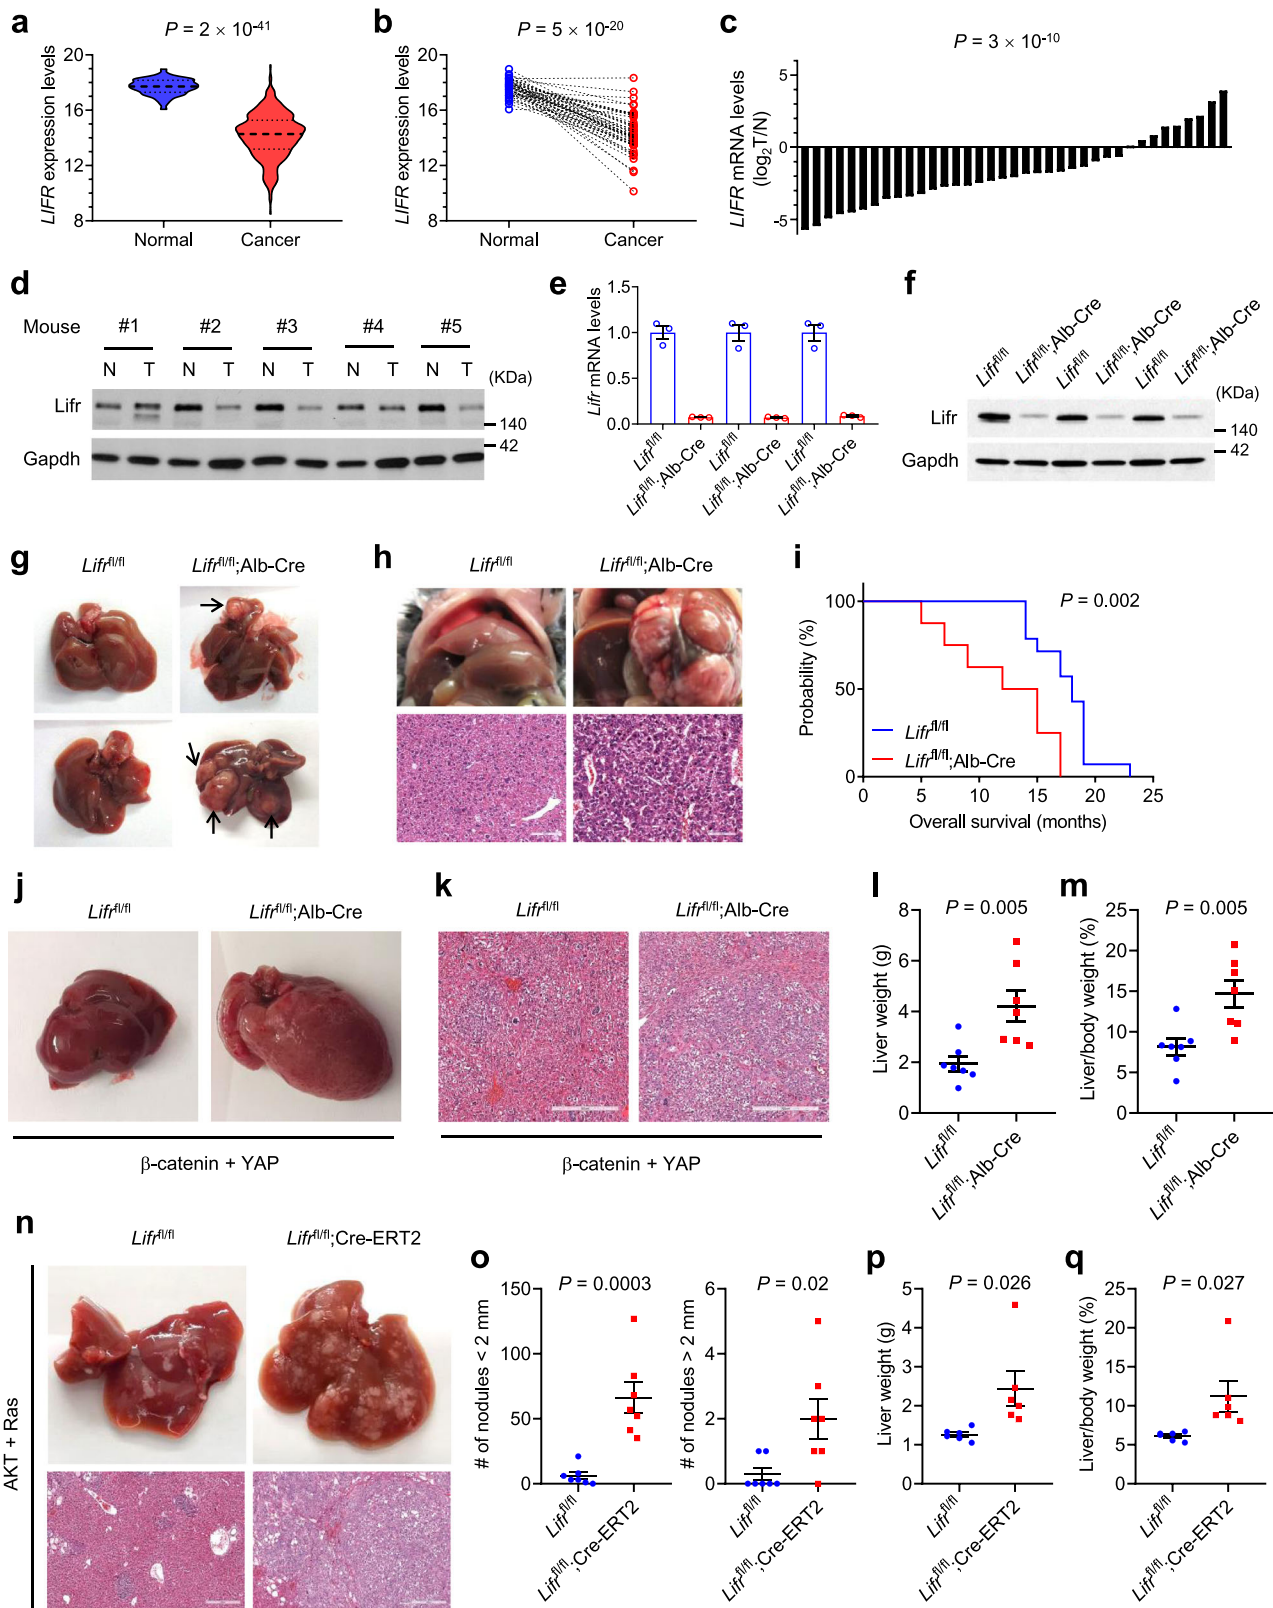 a
P = 2 × 10⁻⁴¹
LIFR expression levels
20
16
12
8
Normal
Cancer
b
P = 5 × 10⁻²⁰
LIFR expression levels
20
16
12
8
Normal
Cancer
c
P = 3 × 10⁻¹⁰
LIFR mRNA levels
(log₂T/N)
5
0
-5
d
Mouse
#1
#2
#3
#4
#5
N
T
N
T
N
T
N
T
N
T
(KDa)
Lifr
140
42
Gapdh
e
Lifr mRNA levels
1.5
1.0
0.5
0.0
Lifrfl/fl
Lifrfl/fl;Alb-Cre
Lifrfl/fl
Lifrfl/fl;Alb-Cre
Lifrfl/fl
Lifrfl/fl;Alb-Cre
f
Lifrfl/fl
Lifrfl/fl;Alb-Cre
Lifrfl/fl
Lifrfl/fl;Alb-Cre
Lifrfl/fl
Lifrfl/fl;Alb-Cre
(KDa)
Lifr
140
42
Gapdh
g
Lifrfl/fl
Lifrfl/fl;Alb-Cre
h
Lifrfl/fl
Lifrfl/fl;Alb-Cre
i
P = 0.002
Probability (%)
100
50
0
Lifrfl/fl
Lifrfl/fl;Alb-Cre
0
5
10
15
20
25
Overall survival (months)
j
Lifrfl/fl
Lifrfl/fl;Alb-Cre
β-catenin + YAP
k
Lifrfl/fl
Lifrfl/fl;Alb-Cre
β-catenin + YAP
l
P = 0.005
Liver weight (g)
8
6
4
2
0
Lifrfl/fl
Lifrfl/fl;Alb-Cre
m
P = 0.005
Liver/body weight (%)
25
20
15
10
5
0
Lifrfl/fl
Lifrfl/fl;Alb-Cre
n
Lifrfl/fl
Lifrfl/fl;Cre-ERT2
AKT + Ras
o
P = 0.0003
# of nodules < 2 mm
150
100
50
0
Lifrfl/fl
Lifrfl/fl;Cre-ERT2
P = 0.02
# of nodules > 2 mm
6
4
2
0
Lifrfl/fl
Lifrfl/fl;Cre-ERT2
p
P = 0.026
Liver weight (g)
5
4
3
2
1
0
Lifrfl/fl
Lifrfl/fl;Cre-ERT2
q
P = 0.027
Liver/body weight (%)
25
20
15
10
5
0
Lifrfl/fl
Lifrfl/fl;Cre-ERT2